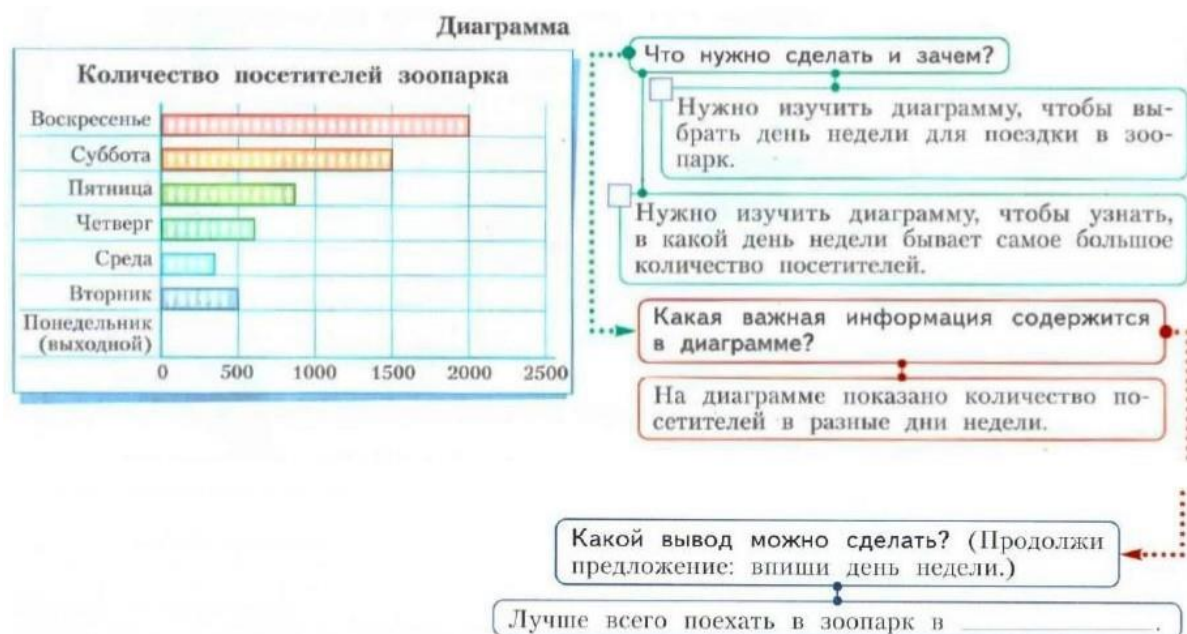 Диаграмма
Количество посетителей зоопарка
Воскресенье
Суббота
Пятница
Четверг
Среда
Вторник
Понедельник
(выходной)
0 500 1000 1500 2000 2500
Что нужно сделать и зачем?
Нужно изучить диаграмму, чтобы вы-
брать день недели для поездки в зоо-
парк.
Нужно изучить диаграмму, чтобы узнать,
в какой день недели бывает самое большое
количество посетителей.
Какая важная информация содержится
в диаграмме?
На диаграмме показано количество по-
сетителей в разные дни недели.
Какой вывод можно сделать? (Продолжи
предложение: впиши день недели.)
Лучше всего поехать в зоопарк в ____________.